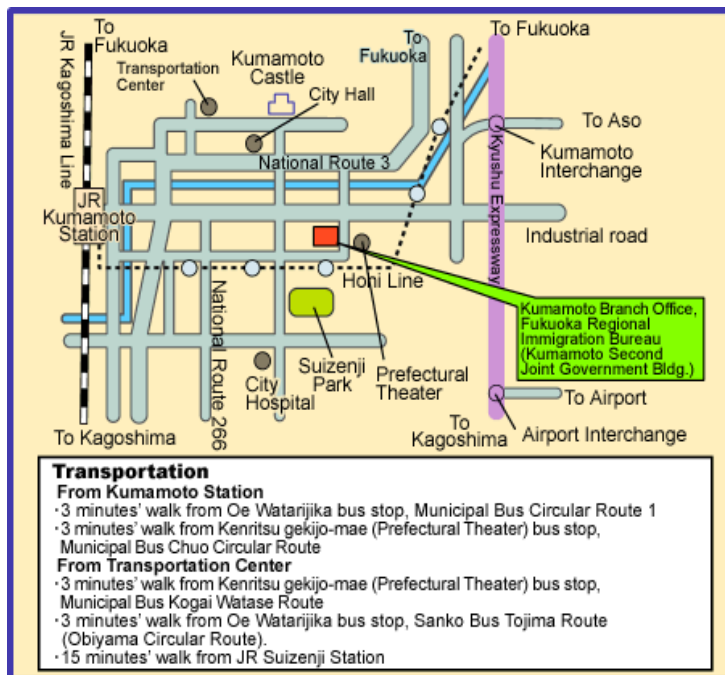 To
Fukuoka
JR Kagoshima Line
Transportation
Center
Kumamoto
Castle
City Hall
To
Fukuoka
To Fukuoka
To Aso
Kumamoto
Interchange
National Route 3
Kyushu Expressway
JR
Kumamoto
Station
Industrial road
Hohi Line
Kumamoto Branch Office,
Fukuoka Regional
Immigration Bureau
(Kumamoto Second
Joint Government Bldg.)
National Route 266
Suizenji
Park
Prefectural
Theater
City
Hospital
To Airport
To
Kagoshima
Airport Interchange
To Kagoshima
Transportation
From Kumamoto Station
・3 minutes' walk from Oe Watarijika bus stop, Municipal Bus Circular Route 1
・3 minutes' walk from Kenritsu gekijo-mae (Prefectural Theater) bus stop,
Municipal Bus Chuo Circular Route
From Transportation Center
・3 minutes' walk from Kenritsu gekijo-mae (Prefectural Theater) bus stop,
Municipal Bus Kogai Watase Route
・3 minutes' walk from Oe Watarijika bus stop, Sanko Bus Tojima Route
(Obiyama Circular Route).
・15 minutes' walk from JR Suizenji Station